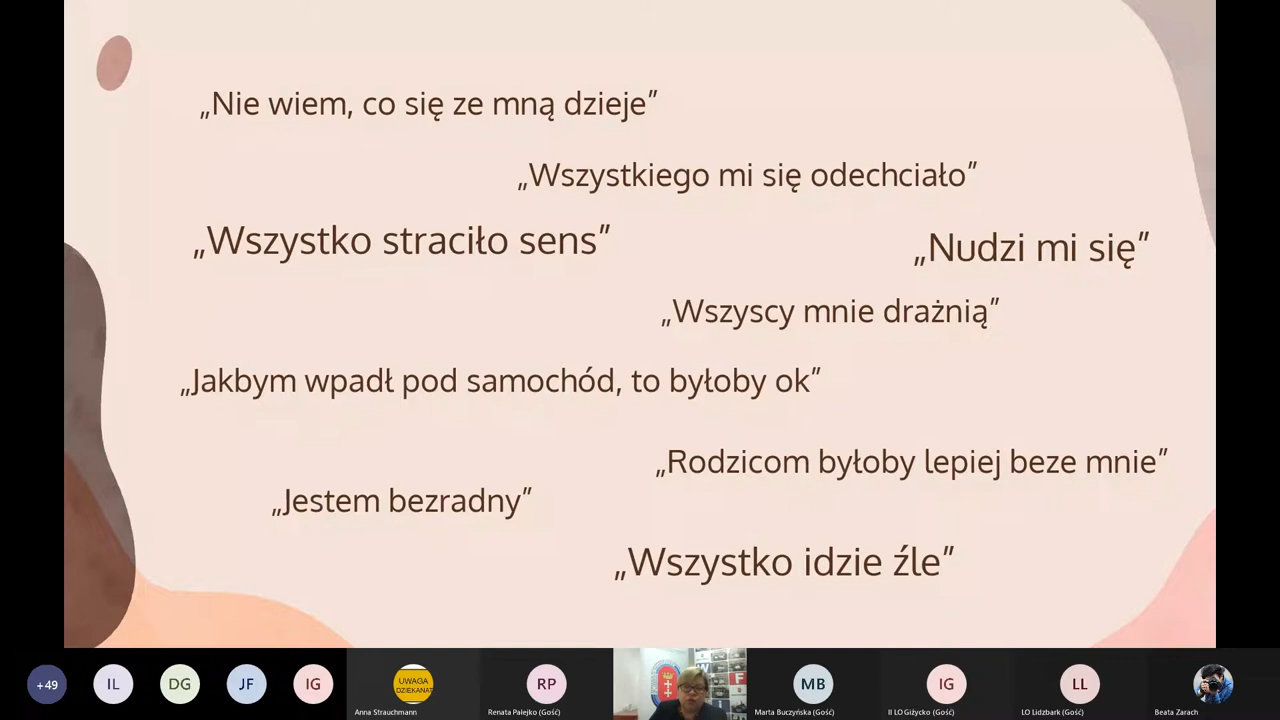 „Nie wiem, co się ze mną dzieje”
„Wszystkiego mi się odechciało”
„Wszystko straciło sens”
„Nudzi mi się”
„Wszyscy mnie drażnią”
„Jakbym wpadł pod samochód, to byłoby ok”
„Rodzicom byłoby lepiej beze mnie”
„Jestem bezradny”
„Wszystko idzie źle”
+49
IL
DG
JF
IG
UWAGA
DZIEKANAT
Anna Strauchmann
RP
Renata Palejko (Gość)
W
F
MB
Marta Buczyńska (Gość)
IG
II LO Giżycko (Gość)
LL
LO Lidzbark (Gość)
Beata Zarach